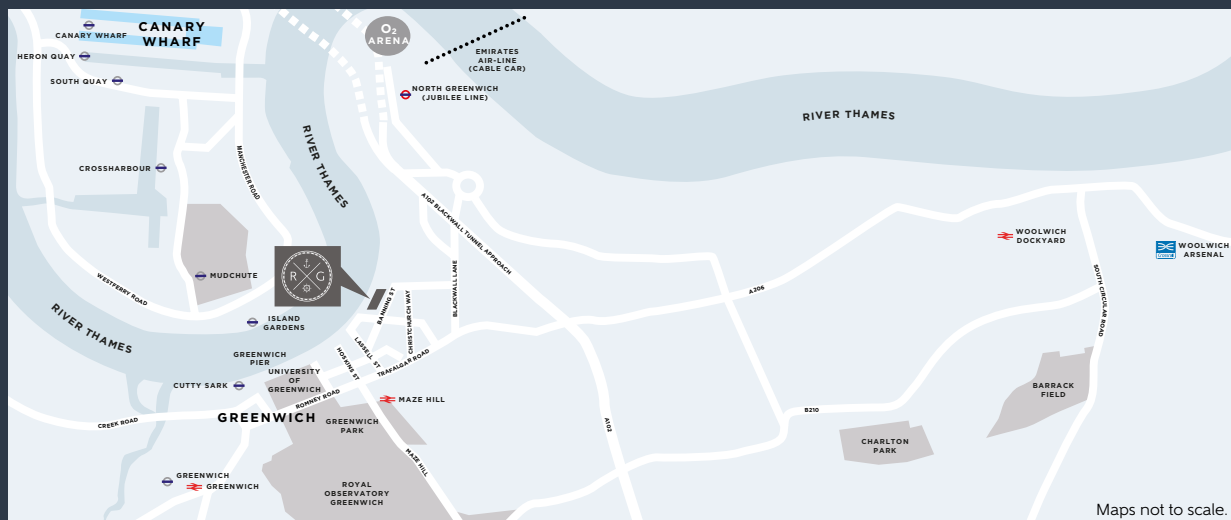 CANARY
WHARF
CANARY WHARF
HERON QUAY
SOUTH QUAY
O2
ARENA
EMIRATES
AIR-LINE
(CABLE CAR)
NORTH GREENWICH
(JUBILEE LINE)
RIVER THAMES
RIVER THAMES
CROSSHARBOUR
MANCHESTER ROAD
A102 BLACKWALL TUNNEL APPROACH
WOOLWICH
DOCKYARD
WOOLWICH
ARSENAL
R G
MUDCHUTE
WESTFERRY ROAD
BANNING ST
CHRISTCHURCH WAY
BLACKWALL LANE
A206
SOUTH CIRCULAR ROAD
RIVER THAMES
ISLAND
GARDENS
GREENWICH
PIER
UNIVERSITY
OF
GREENWICH
HOSKINS ST
LASSELL ST
TRAFALGAR ROAD
CUTTY SARK
ROMNEY ROAD
MAZE HILL
BARRACK
FIELD
CREEK ROAD
GREENWICH
GREENWICH
PARK
A102
B210
CHARLTON
PARK
MAZE HILL
GREENWICH
GREENWICH
ROYAL
OBSERVATORY
GREENWICH
Maps not to scale.